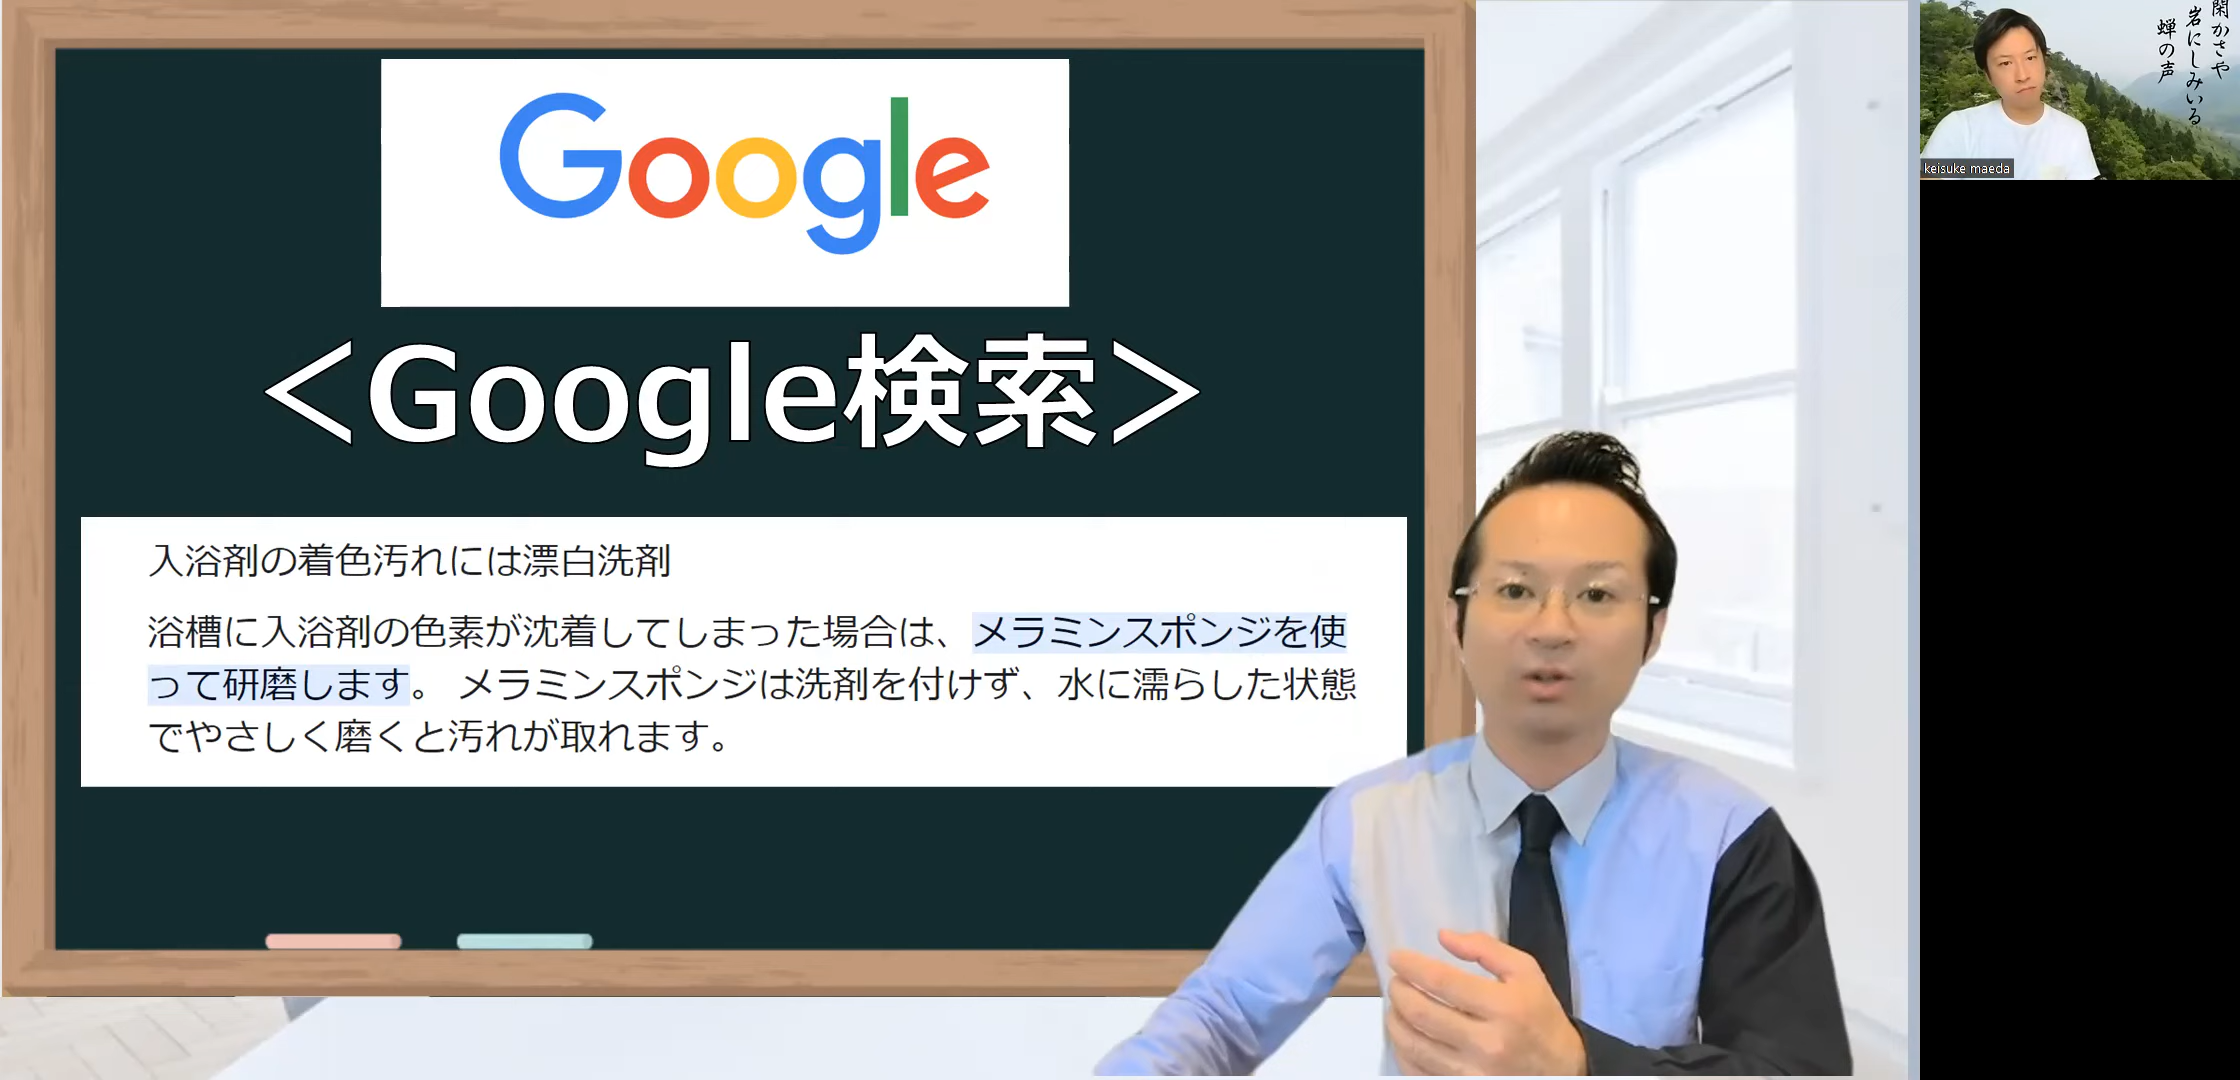 Google
＜Google検索＞
入浴剤の着色汚れには漂白洗剤
浴槽に入浴剤の色素が沈着してしまった場合は、メラミンスポンジを使
って研磨します。 メラミンスポンジは洗剤を付けず、水に濡らした状態
でやさしく磨くと汚れが取れます。
閑かさや
岩にしみいる
蝉の声
keisuke maeda